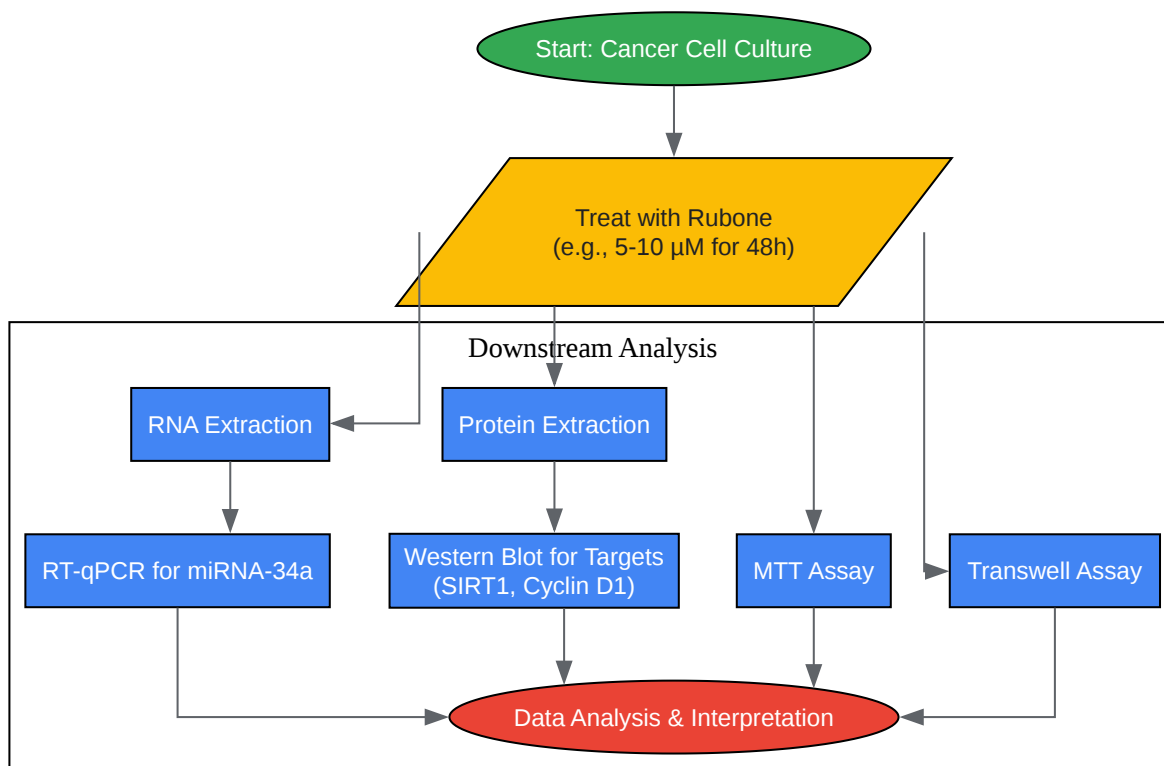 Start: Cancer Cell Culture
Treat with Rubone
(e.g., 5-10 µM for 48h)
Downstream Analysis
RNA Extraction
Protein Extraction
RT-qPCR for miRNA-34a
Western Blot for Targets
(SIRT1, Cyclin D1)
MTT Assay
Transwell Assay
Data Analysis & Interpretation